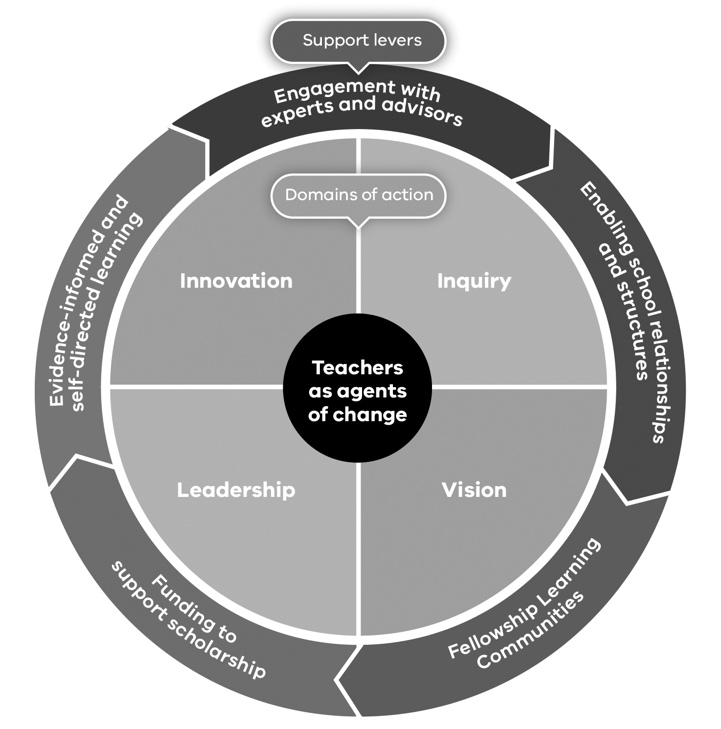 Support levers
Engagement with
experts and advisors
Domains of action
Enabling school relationships
and structures
Evidence-informed and
self-directed learning
Innovation
Inquiry
Teachers
as agents
of change
Leadership
Vision
Fellowship Learning
Communities
Funding to
support scholarship